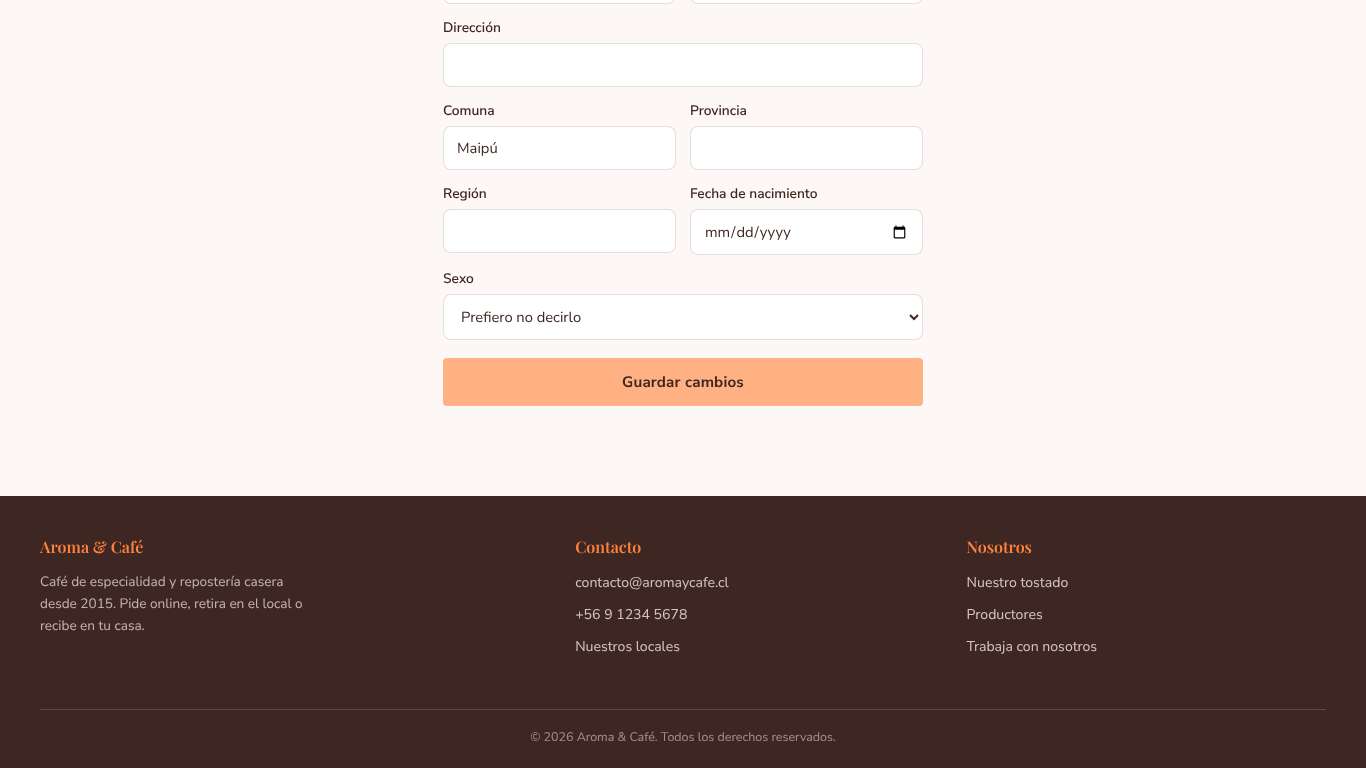 Dirección
Comuna
Provincia
Maipú
Región
Fecha de nacimiento
mm/dd/yyyy
Sexo
Prefiero no decirlo
Guardar cambios
Aroma & Café
Café de especialidad y repostería casera
desde 2015. Pide online, retira en el local o
recibe en tu casa.
Contacto
contacto@aromaycafe.cl
+56 9 1234 5678
Nuestros locales
Nosotros
Nuestro tostado
Productores
Trabaja con nosotros
© 2026 Aroma & Café. Todos los derechos reservados.